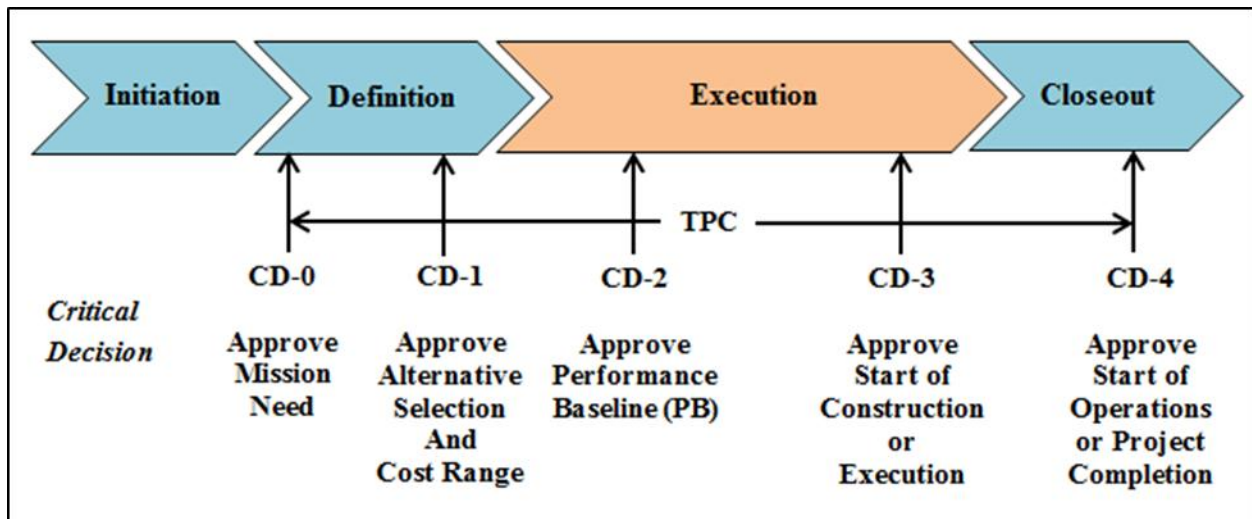 Initiation
Definition
Execution
Closeout
TPC
CD-0
CD-1
CD-2
CD-3
CD-4
Critical
Decision
Approve
Mission
Need
Approve
Alternative
Selection
And
Cost Range
Approve
Performance
Baseline (PB)
Approve
Start of
Construction
or
Execution
Approve
Start of
Operations
or Project
Completion